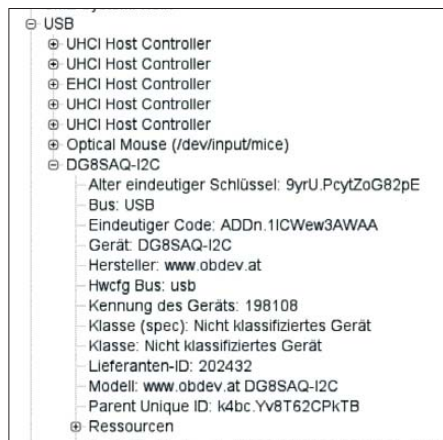 USB
UHCI Host Controller
UHCI Host Controller
EHCI Host Controller
UHCI Host Controller
UHCI Host Controller
Optical Mouse (/dev/input/mice)
DG8SAQ-I2C
Alter eindeutiger Schlüssel: 9yrU.PcytZoG82pE
Bus: USB
Eindeutiger Code: ADDn.1ICWew3AWAA
Gerät: DG8SAQ-I2C
Hersteller: www.obdev.at
Hwcfg Bus: usb
Kennung des Geräts: 198108
Klasse (spec): Nicht klassifiziertes Gerät
Klasse: Nicht klassifiziertes Gerät
Lieferanten-ID: 202432
Modell: www.obdev.at DG8SAQ-I2C
Parent Unique ID: k4bc.Yv8T62CPkTB
Ressourcen